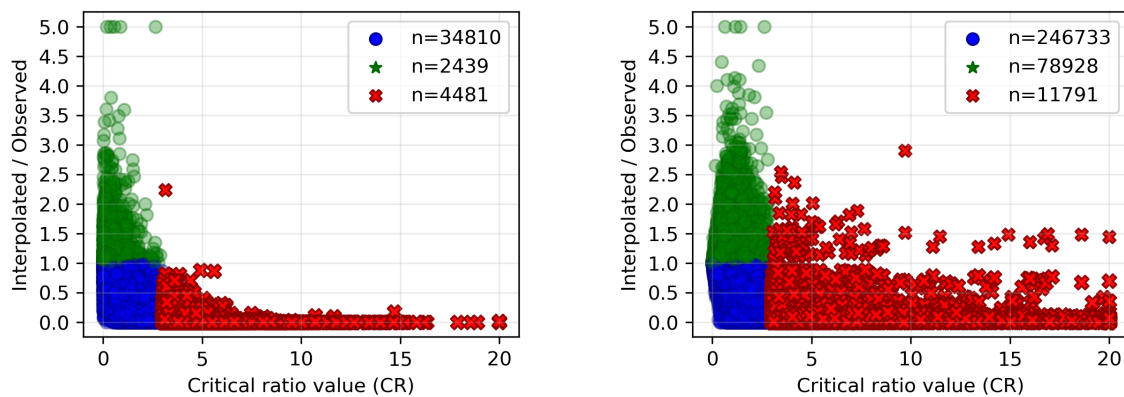 5.0
4.5
4.0
3.5
3.0
2.5
2.0
1.5
1.0
0.5
0.0
Interpolated / Observed
n=34810
n=2439
n=4481
0 5 10 15 20
Critical ratio value (CR)
5.0
4.5
4.0
3.5
3.0
2.5
2.0
1.5
1.0
0.5
0.0
Interpolated / Observed
n=246733
n=78928
n=11791
0 5 10 15 20
Critical ratio value (CR)